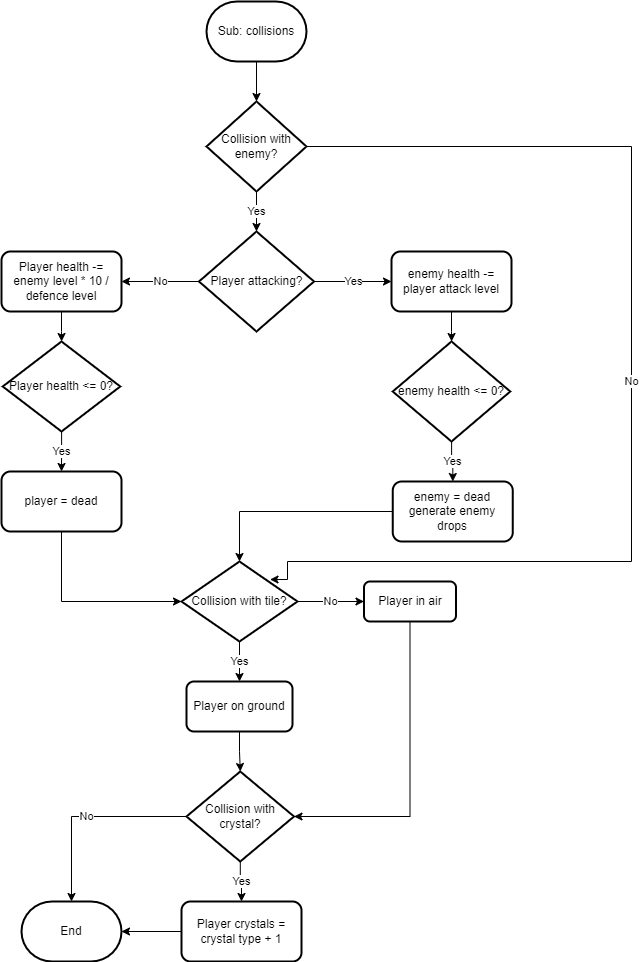 Sub: collisions
Collision with
enemy?
Yes
Player health -=
enemy level * 10 /
defence level
No
Player attacking?
Yes
enemy health -=
player attack level
Player health <= 0?
enemy health <= 0?
No
Yes
Yes
player = dead
enemy = dead
generate enemy
drops
Collision with tile?
No
Player in air
Yes
Player on ground
Collision with
crystal?
No
Yes
End
Player crystals =
crystal type + 1